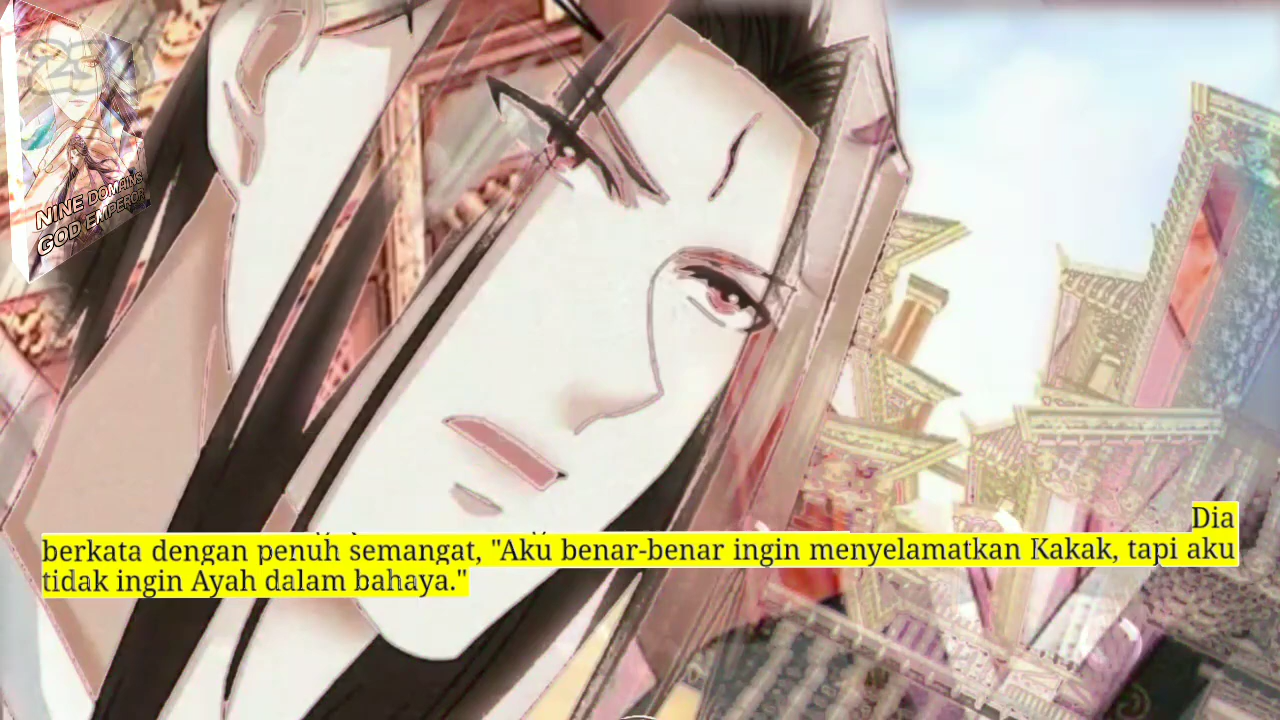 NINE DOMAINS
GOD EMPEROR
Dia
berkata dengan penuh semangat, "Aku benar-benar ingin menyelamatkan Kakak, tapi aku
tidak ingin Ayah dalam bahaya."